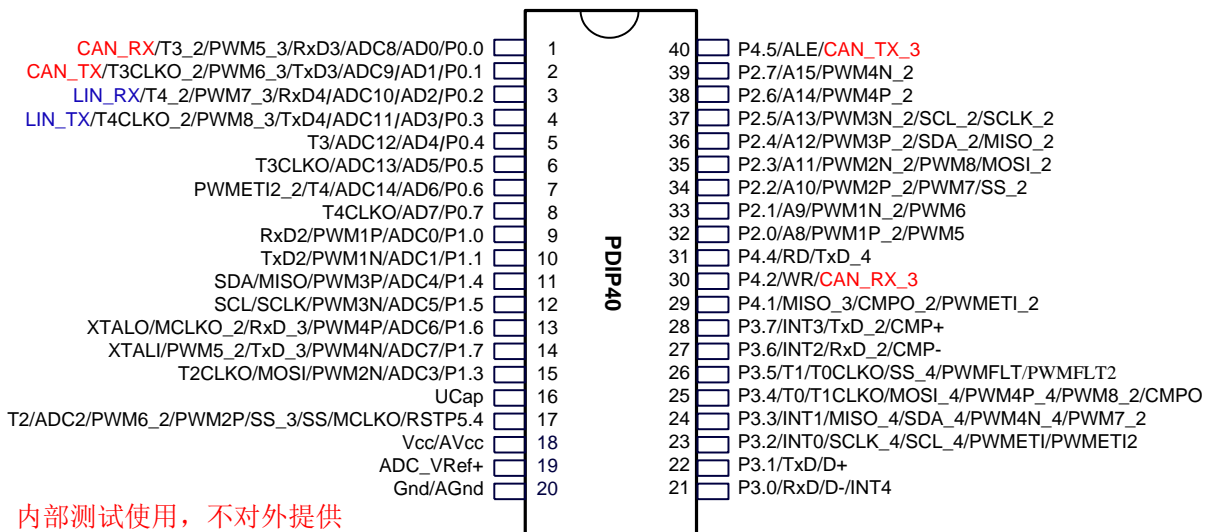 CAN_RX/T3_2/PWM5_3/RxD3/ADC8/AD0/P0.0 1
CAN_TX/T3CLKO_2/PWM6_3/TxD3/ADC9/AD1/P0.1 2
LIN_RX/T4_2/PWM7_3/RxD4/ADC10/AD2/P0.2 3
LIN_TX/T4CLKO_2/PWM8_3/TxD4/ADC11/AD3/P0.3 4
T3/ADC12/AD4/P0.4 5
T3CLKO/ADC13/AD5/P0.5 6
PWMETI2_2/T4/ADC14/AD6/P0.6 7
T4CLKO/AD7/P0.7 8
RxD2/PWM1P/ADC0/P1.0 9
TxD2/PWM1N/ADC1/P1.1 10
SDA/MISO/PWM3P/ADC4/P1.4 11
SCL/SCLK/PWM3N/ADC5/P1.5 12
XTALO/MCLKO_2/RxD_3/PWM4P/ADC6/P1.6 13
XTALI/PWM5_2/TxD_3/PWM4N/ADC7/P1.7 14
T2CLKO/MOSI/PWM2N/ADC3/P1.3 15
UCap 16
T2/ADC2/PWM6_2/PWM2P/SS_3/SS/MCLKO/RSTP5.4 17
Vcc/AVcc 18
ADC_VRef+ 19
Gnd/AGnd 20
PDIP40
40 P4.5/ALE/CAN_TX_3
39 P2.7/A15/PWM4N_2
38 P2.6/A14/PWM4P_2
37 P2.5/A13/PWM3N_2/SCL_2/SCLK_2
36 P2.4/A12/PWM3P_2/SDA_2/MISO_2
35 P2.3/A11/PWM2N_2/PWM8/MOSI_2
34 P2.2/A10/PWM2P_2/PWM7/SS_2
33 P2.1/A9/PWM1N_2/PWM6
32 P2.0/A8/PWM1P_2/PWM5
31 P4.4/RD/TxD_4
30 P4.2/WR/CAN_RX_3
29 P4.1/MISO_3/CMPO_2/PWMETI_2
28 P3.7/INT3/TxD_2/CMP+
27 P3.6/INT2/RxD_2/CMP-
26 P3.5/T1/T0CLKO/SS_4/PWMFLT/PWMFLT2
25 P3.4/T0/T1CLKO/MOSI_4/PWM4P_4/PWM8_2/CMPO
24 P3.3/INT1/MISO_4/SDA_4/PWM4N_4/PWM7_2
23 P3.2/INT0/SCLK_4/SCL_4/PWMETI/PWMETI2
22 P3.1/TxD/D+
21 P3.0/RxD/D-/INT4
内部测试使用，不对外提供